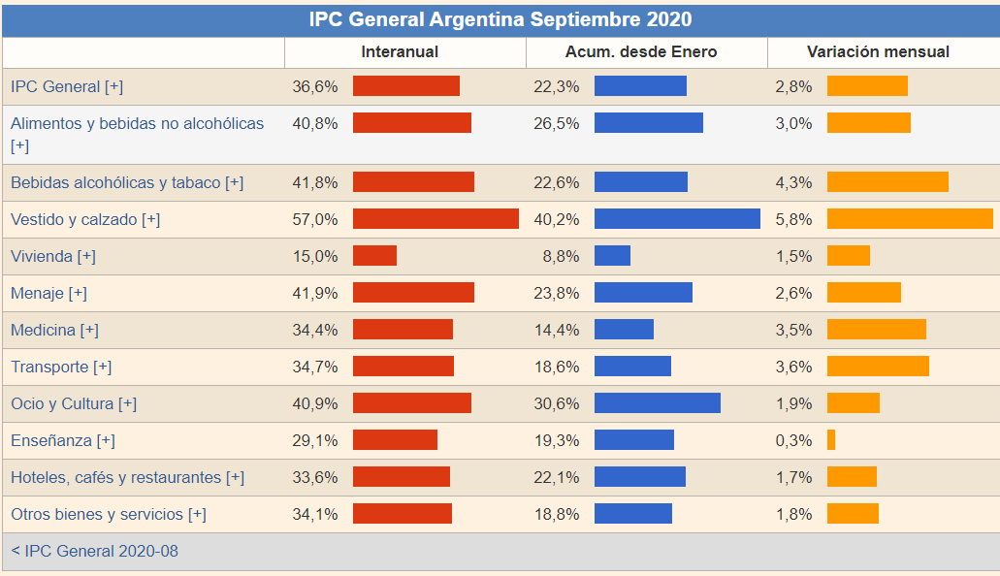 IPC General Argentina Septiembre 2020
Interanual Acum. desde Enero Variación mensual
IPC General [+] 36,6% 22,3% 2,8%
Alimentos y bebidas no alcohólicas
[+] 40,8% 26,5% 3,0%
Bebidas alcohólicas y tabaco [+] 41,8% 22,6% 4,3%
Vestido y calzado [+] 57,0% 40,2% 5,8%
Vivienda [+] 15,0% 8,8% 1,5%
Menaje [+] 41,9% 23,8% 2,6%
Medicina [+] 34,4% 14,4% 3,5%
Transporte [+] 34,7% 18,6% 3,6%
Ocio y Cultura [+] 40,9% 30,6% 1,9%
Enseñanza [+] 29,1% 19,3% 0,3%
Hoteles, cafés y restaurantes [+] 33,6% 22,1% 1,7%
Otros bienes y servicios [+] 34,1% 18,8% 1,8%
< IPC General 2020-08